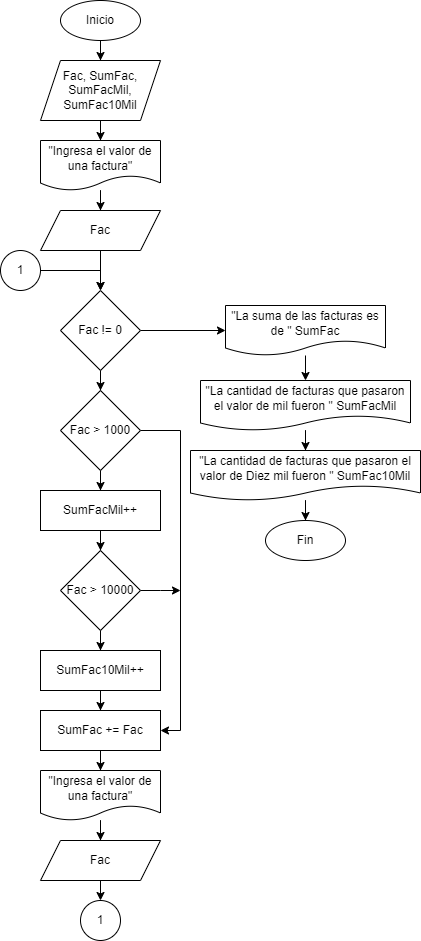 Inicio
Fac, SumFac,
SumFacMil,
SumFac10Mil
"Ingresa el valor de
una factura"
Fac
1
Fac != 0
"La suma de las facturas es
de " SumFac
"La cantidad de facturas que pasaron
el valor de mil fueron " SumFacMil
Fac > 1000
"La cantidad de facturas que pasaron el
valor de Diez mil fueron " SumFac10Mil
SumFacMil++
Fin
Fac > 10000
SumFac10Mil++
SumFac += Fac
"Ingresa el valor de
una factura"
Fac
1